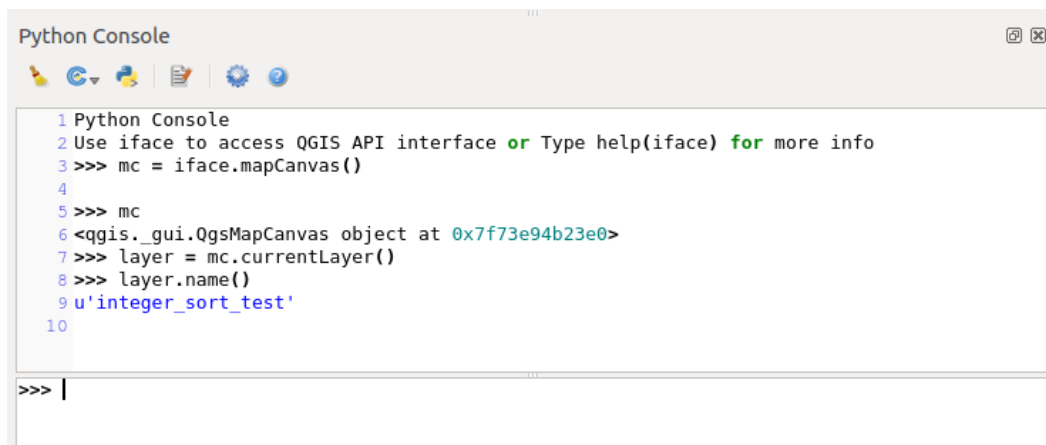 Python Console
1 Python Console
2 Use iface to access QGIS API interface or Type help(iface) for more info
3 >>> mc = iface.mapCanvas()
4
5 >>> mc
6 <qgis._gui.QgsMapCanvas object at 0x7f73e94b23e0>
7 >>> layer = mc.currentLayer()
8 >>> layer.name()
9 u'integer_sort_test'
10
>>>